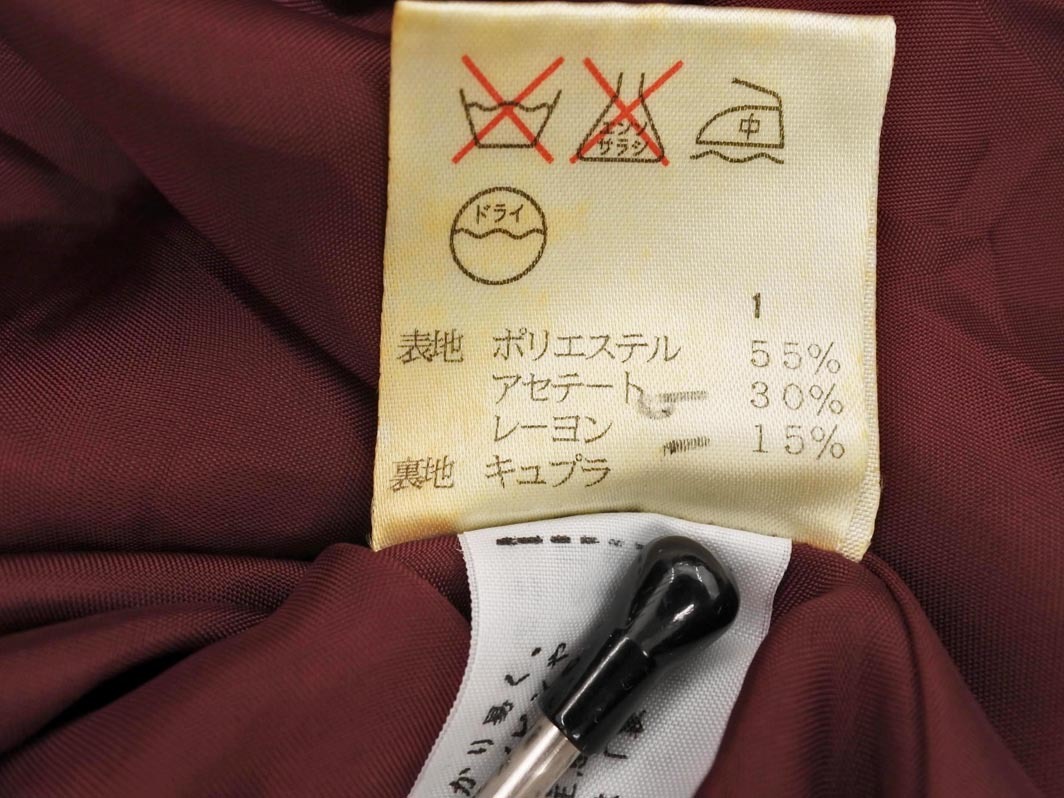 エンソ
サラシ
中
ドライ
1
表地 ポリエステル 55%
アセテート 30%
レーヨン 15%
裏地 キュプラ